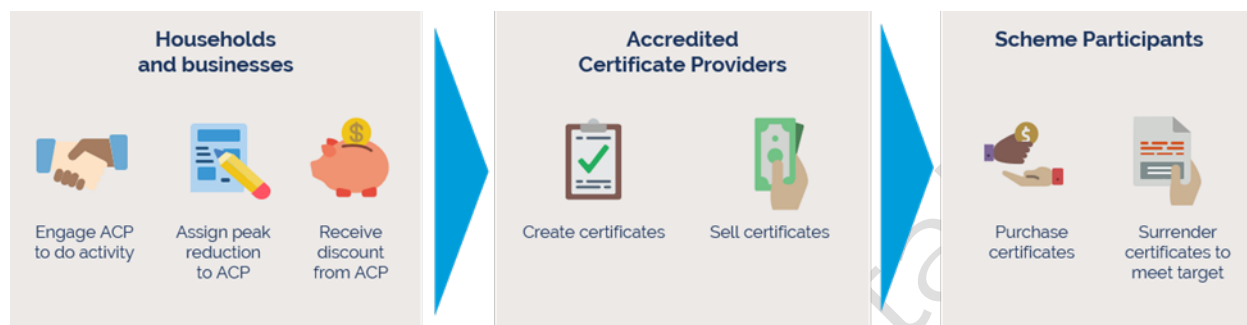 Households
and businesses
Engage ACP
to do activity
Assign peak
reduction
to ACP
Receive
discount
from ACP
Accredited
Certificate Providers
Create certificates
Sell certificates
Scheme Participants
Purchase
certificates
Surrender
certificates to
meet target